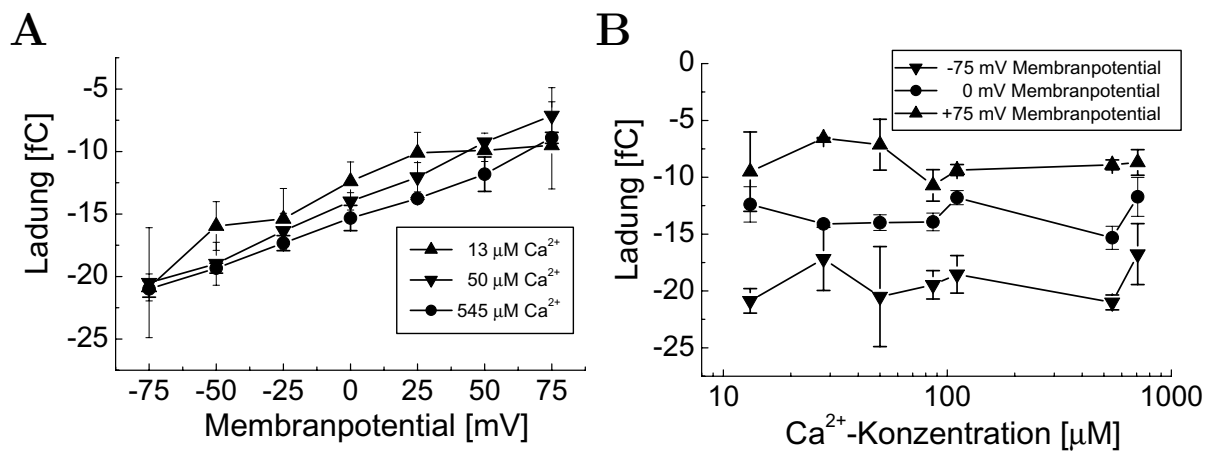 A
Ladung [fC]
-5
-10
-15
-20
-25
13 μM Ca²⁺
50 μM Ca²⁺
545 μM Ca²⁺
-75 -50 -25 0 25 50 75
Membranpotential [mV]
B
Ladung [fC]
0
-5
-10
-15
-20
-25
-75 mV Membranpotential
0 mV Membranpotential
+75 mV Membranpotential
10 100 1000
Ca²⁺-Konzentration [μM]